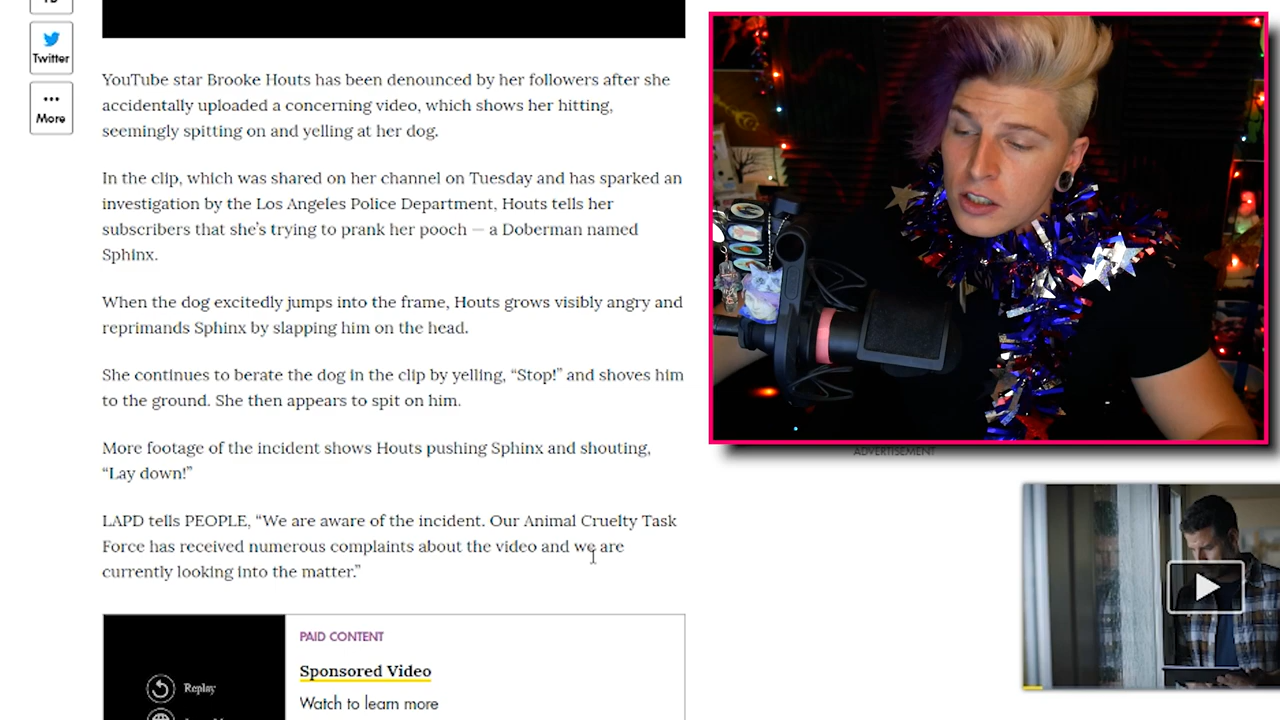 Twitter
More
YouTube star Brooke Houts has been denounced by her followers after she
accidentally uploaded a concerning video, which shows her hitting,
seemingly spitting on and yelling at her dog.
In the clip, which was shared on her channel on Tuesday and has sparked an
investigation by the Los Angeles Police Department, Houts tells her
subscribers that she's trying to prank her pooch — a Doberman named
Sphinx.
When the dog excitedly jumps into the frame, Houts grows visibly angry and
reprimands Sphinx by slapping him on the head.
She continues to berate the dog in the clip by yelling, “Stop!” and shoves him
to the ground. She then appears to spit on him.
More footage of the incident shows Houts pushing Sphinx and shouting,
“Lay down!”
LAPD tells PEOPLE, “We are aware of the incident. Our Animal Cruelty Task
Force has received numerous complaints about the video and we are
currently looking into the matter.”
ADVERTISEMENT
PAID CONTENT
Sponsored Video
Watch to learn more
Replay